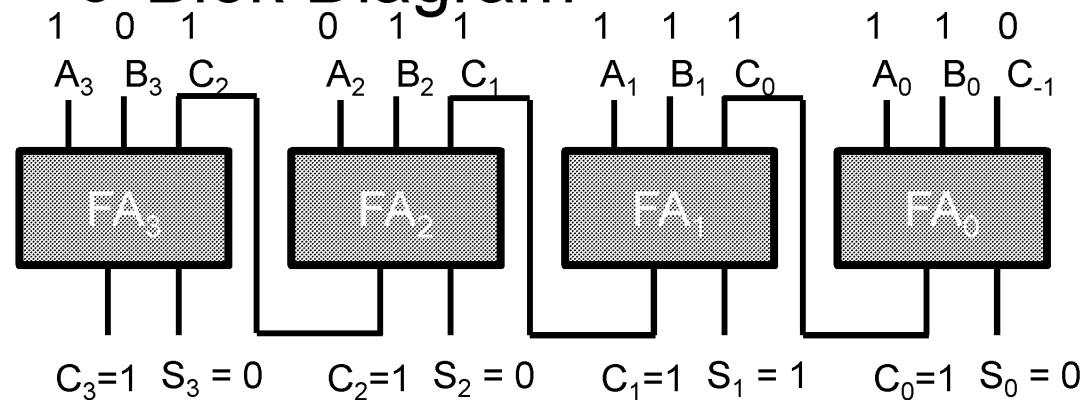 1 0 1 0 1 1 1 1 1 1 1 0
A3 B3 C2 A2 B2 C1 A1 B1 C0 A0 B0 C-1
FA3 FA2 FA1 FA0
C3=1 S3 = 0 C2=1 S2 = 0 C1=1 S1 = 1 C0=1 S0 = 0